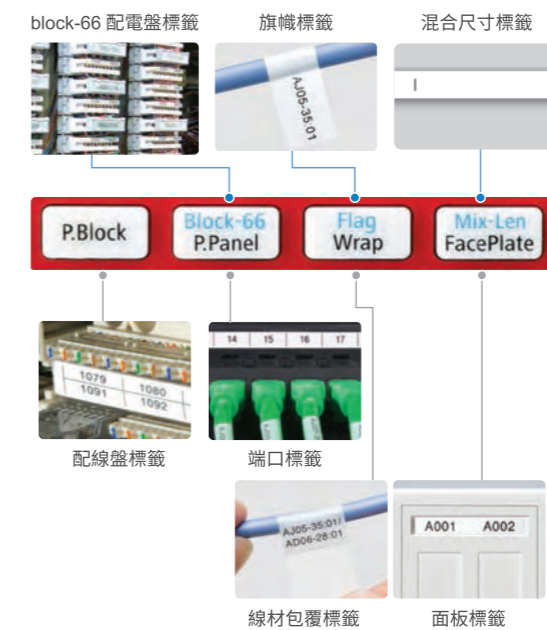 block-66 配電盤標籤
旗幟標籤
混合尺寸標籤
AJ05-35:01
P.Block
Block-66
P.Panel
Flag
Wrap
Mix-Len
FacePlate
1079
1080
1091
1092
14 15 16 17
配線盤標籤
端口標籤
AJ05-35:01/
AD06-28:01
A001 A002
線材包覆標籤
面板標籤